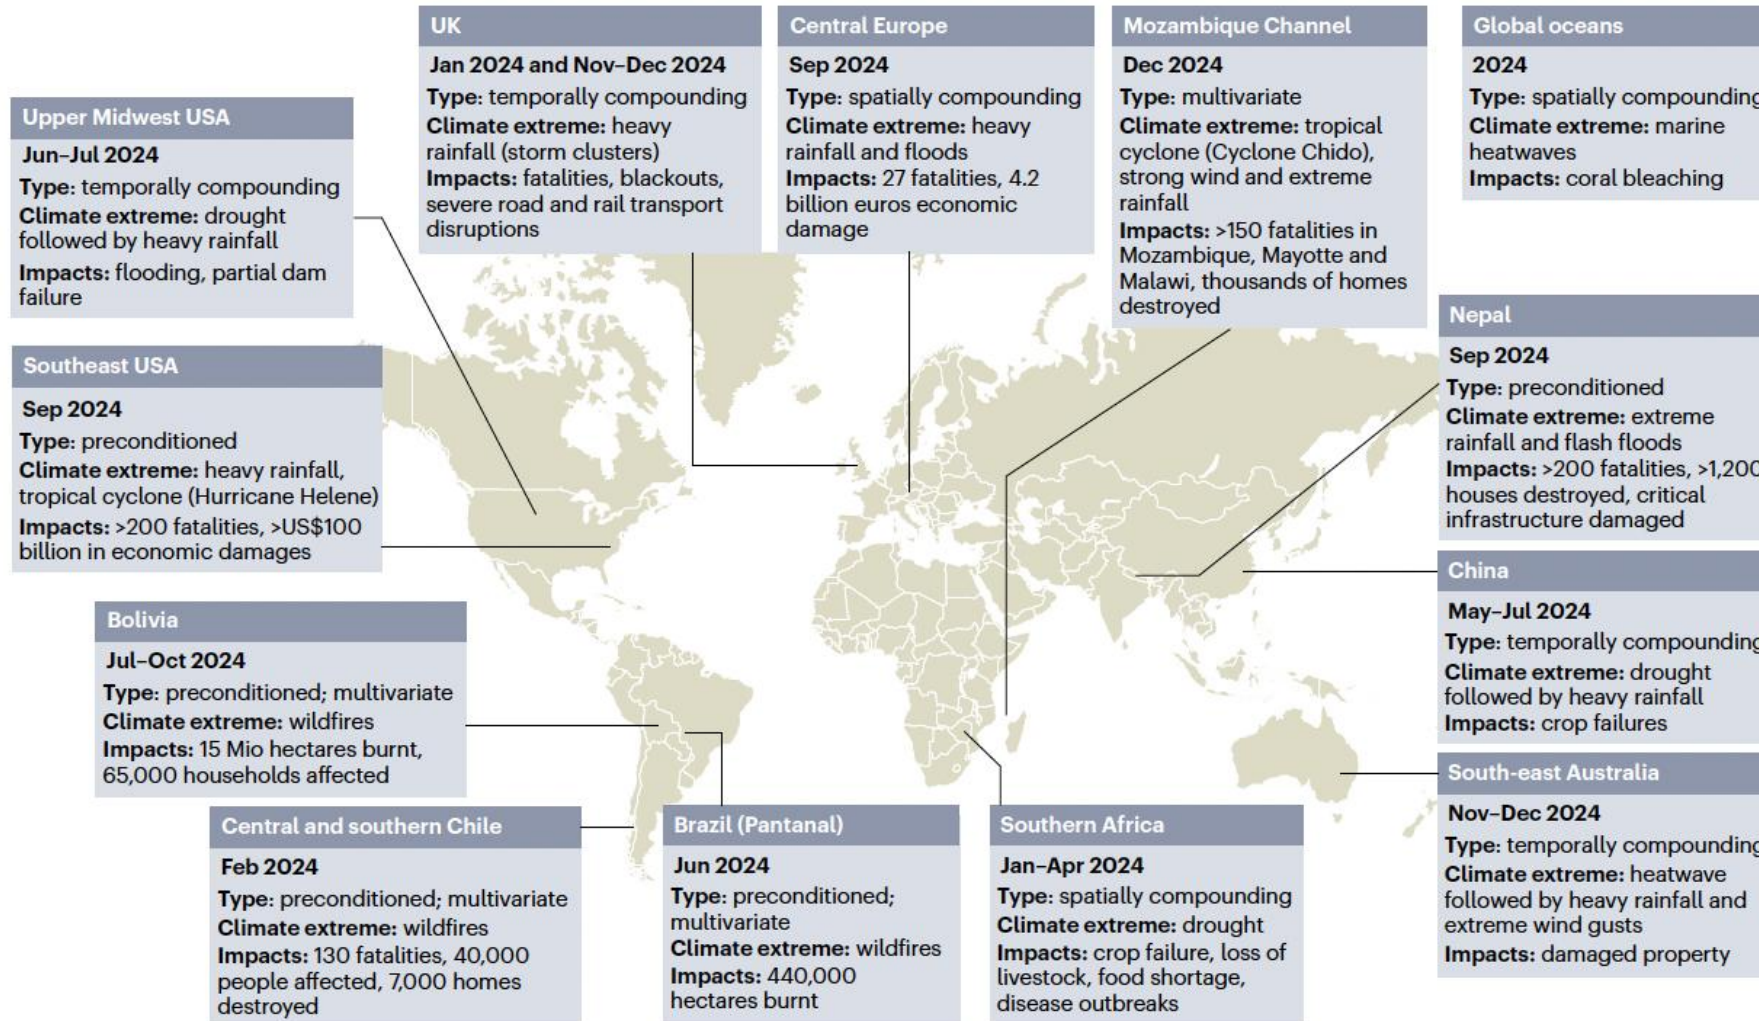 UK
Jan 2024 and Nov–Dec 2024
Type: temporally compounding
Climate extreme: heavy
rainfall (storm clusters)
Impacts: fatalities, blackouts,
severe road and rail transport
disruptions
Central Europe
Sep 2024
Type: spatially compounding
Climate extreme: heavy
rainfall and floods
Impacts: 27 fatalities, 4.2
billion euros economic
damage
Mozambique Channel
Dec 2024
Type: multivariate
Climate extreme: tropical
cyclone (Cyclone Chido),
strong wind and extreme
rainfall
Impacts: >150 fatalities in
Mozambique, Mayotte and
Malawi, thousands of homes
destroyed
Global oceans
2024
Type: spatially compounding
Climate extreme: marine
heatwaves
Impacts: coral bleaching
Upper Midwest USA
Jun–Jul 2024
Type: temporally compounding
Climate extreme: drought
followed by heavy rainfall
Impacts: flooding, partial dam
failure
Southeast USA
Sep 2024
Type: preconditioned
Climate extreme: heavy rainfall,
tropical cyclone (Hurricane Helene)
Impacts: >200 fatalities, >US$100
billion in economic damages
Nepal
Sep 2024
Type: preconditioned
Climate extreme: extreme
rainfall and flash floods
Impacts: >200 fatalities, >1,200
houses destroyed, critical
infrastructure damaged
China
May–Jul 2024
Type: temporally compounding
Climate extreme: drought
followed by heavy rainfall
Impacts: crop failures
Bolivia
Jul–Oct 2024
Type: preconditioned; multivariate
Climate extreme: wildfires
Impacts: 15 Mio hectares burnt,
65,000 households affected
South-east Australia
Nov–Dec 2024
Type: temporally compounding
Climate extreme: heatwave
followed by heavy rainfall and
extreme wind gusts
Impacts: damaged property
Central and southern Chile
Feb 2024
Type: preconditioned; multivariate
Climate extreme: wildfires
Impacts: 130 fatalities, 40,000
people affected, 7,000 homes
destroyed
Brazil (Pantanal)
Jun 2024
Type: preconditioned;
multivariate
Climate extreme: wildfires
Impacts: 440,000
hectares burnt
Southern Africa
Jan–Apr 2024
Type: spatially compounding
Climate extreme: drought
Impacts: crop failure, loss of
livestock, food shortage,
disease outbreaks